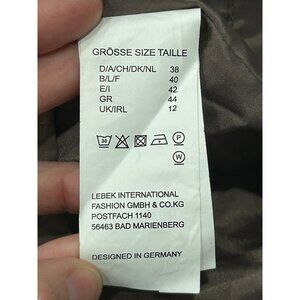 GRÖSSE SIZE TAILLE
D/A/CH/DK/NL 38
B/L/F 40
E/I 42
GR 44
UK/IRL 12
30 P W
LEBEK INTERNATIONAL
FASHION GMBH & CO.KG
POSTFACH 1140
56463 BAD MARIENBERG
DESIGNED IN GERMANY